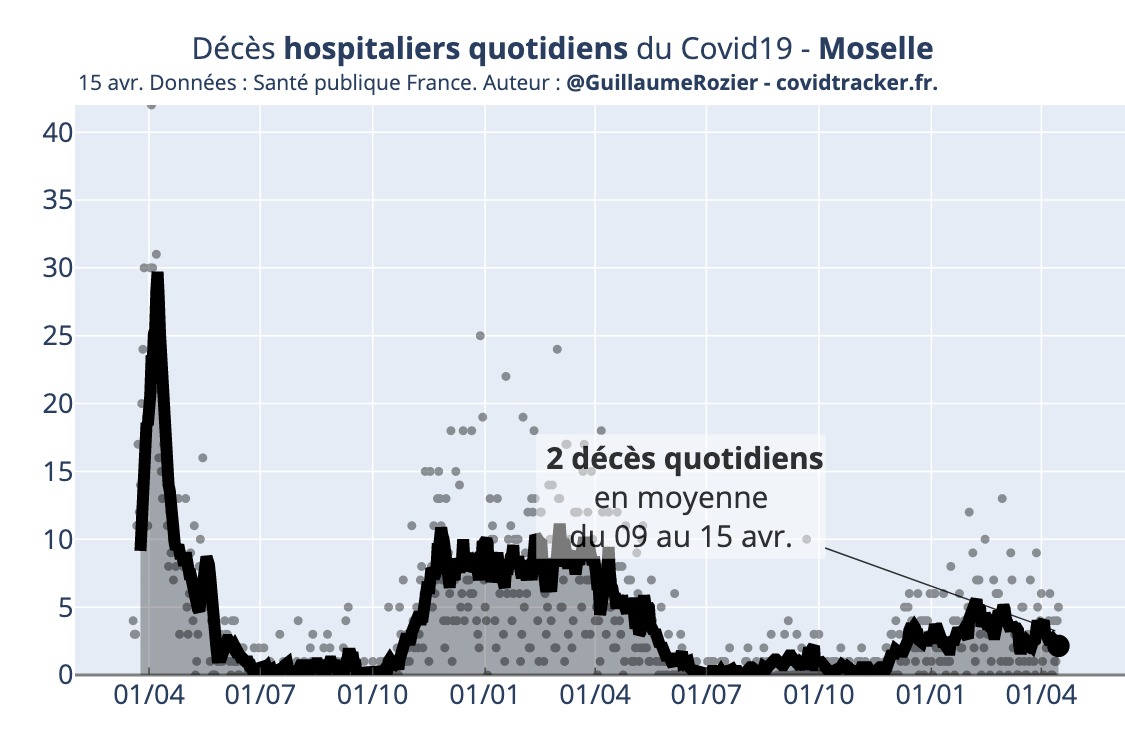 Décès hospitaliers quotidiens du Covid19 - Moselle
15 avr. Données : Santé publique France. Auteur : @GuillaumeRozier - covidtracker.fr.
40
35
30
25
20
15
10
5
0
2 décès quotidiens
en moyenne
du 09 au 15 avr.
01/04 01/07 01/10 01/01 01/04 01/07 01/10 01/01 01/04